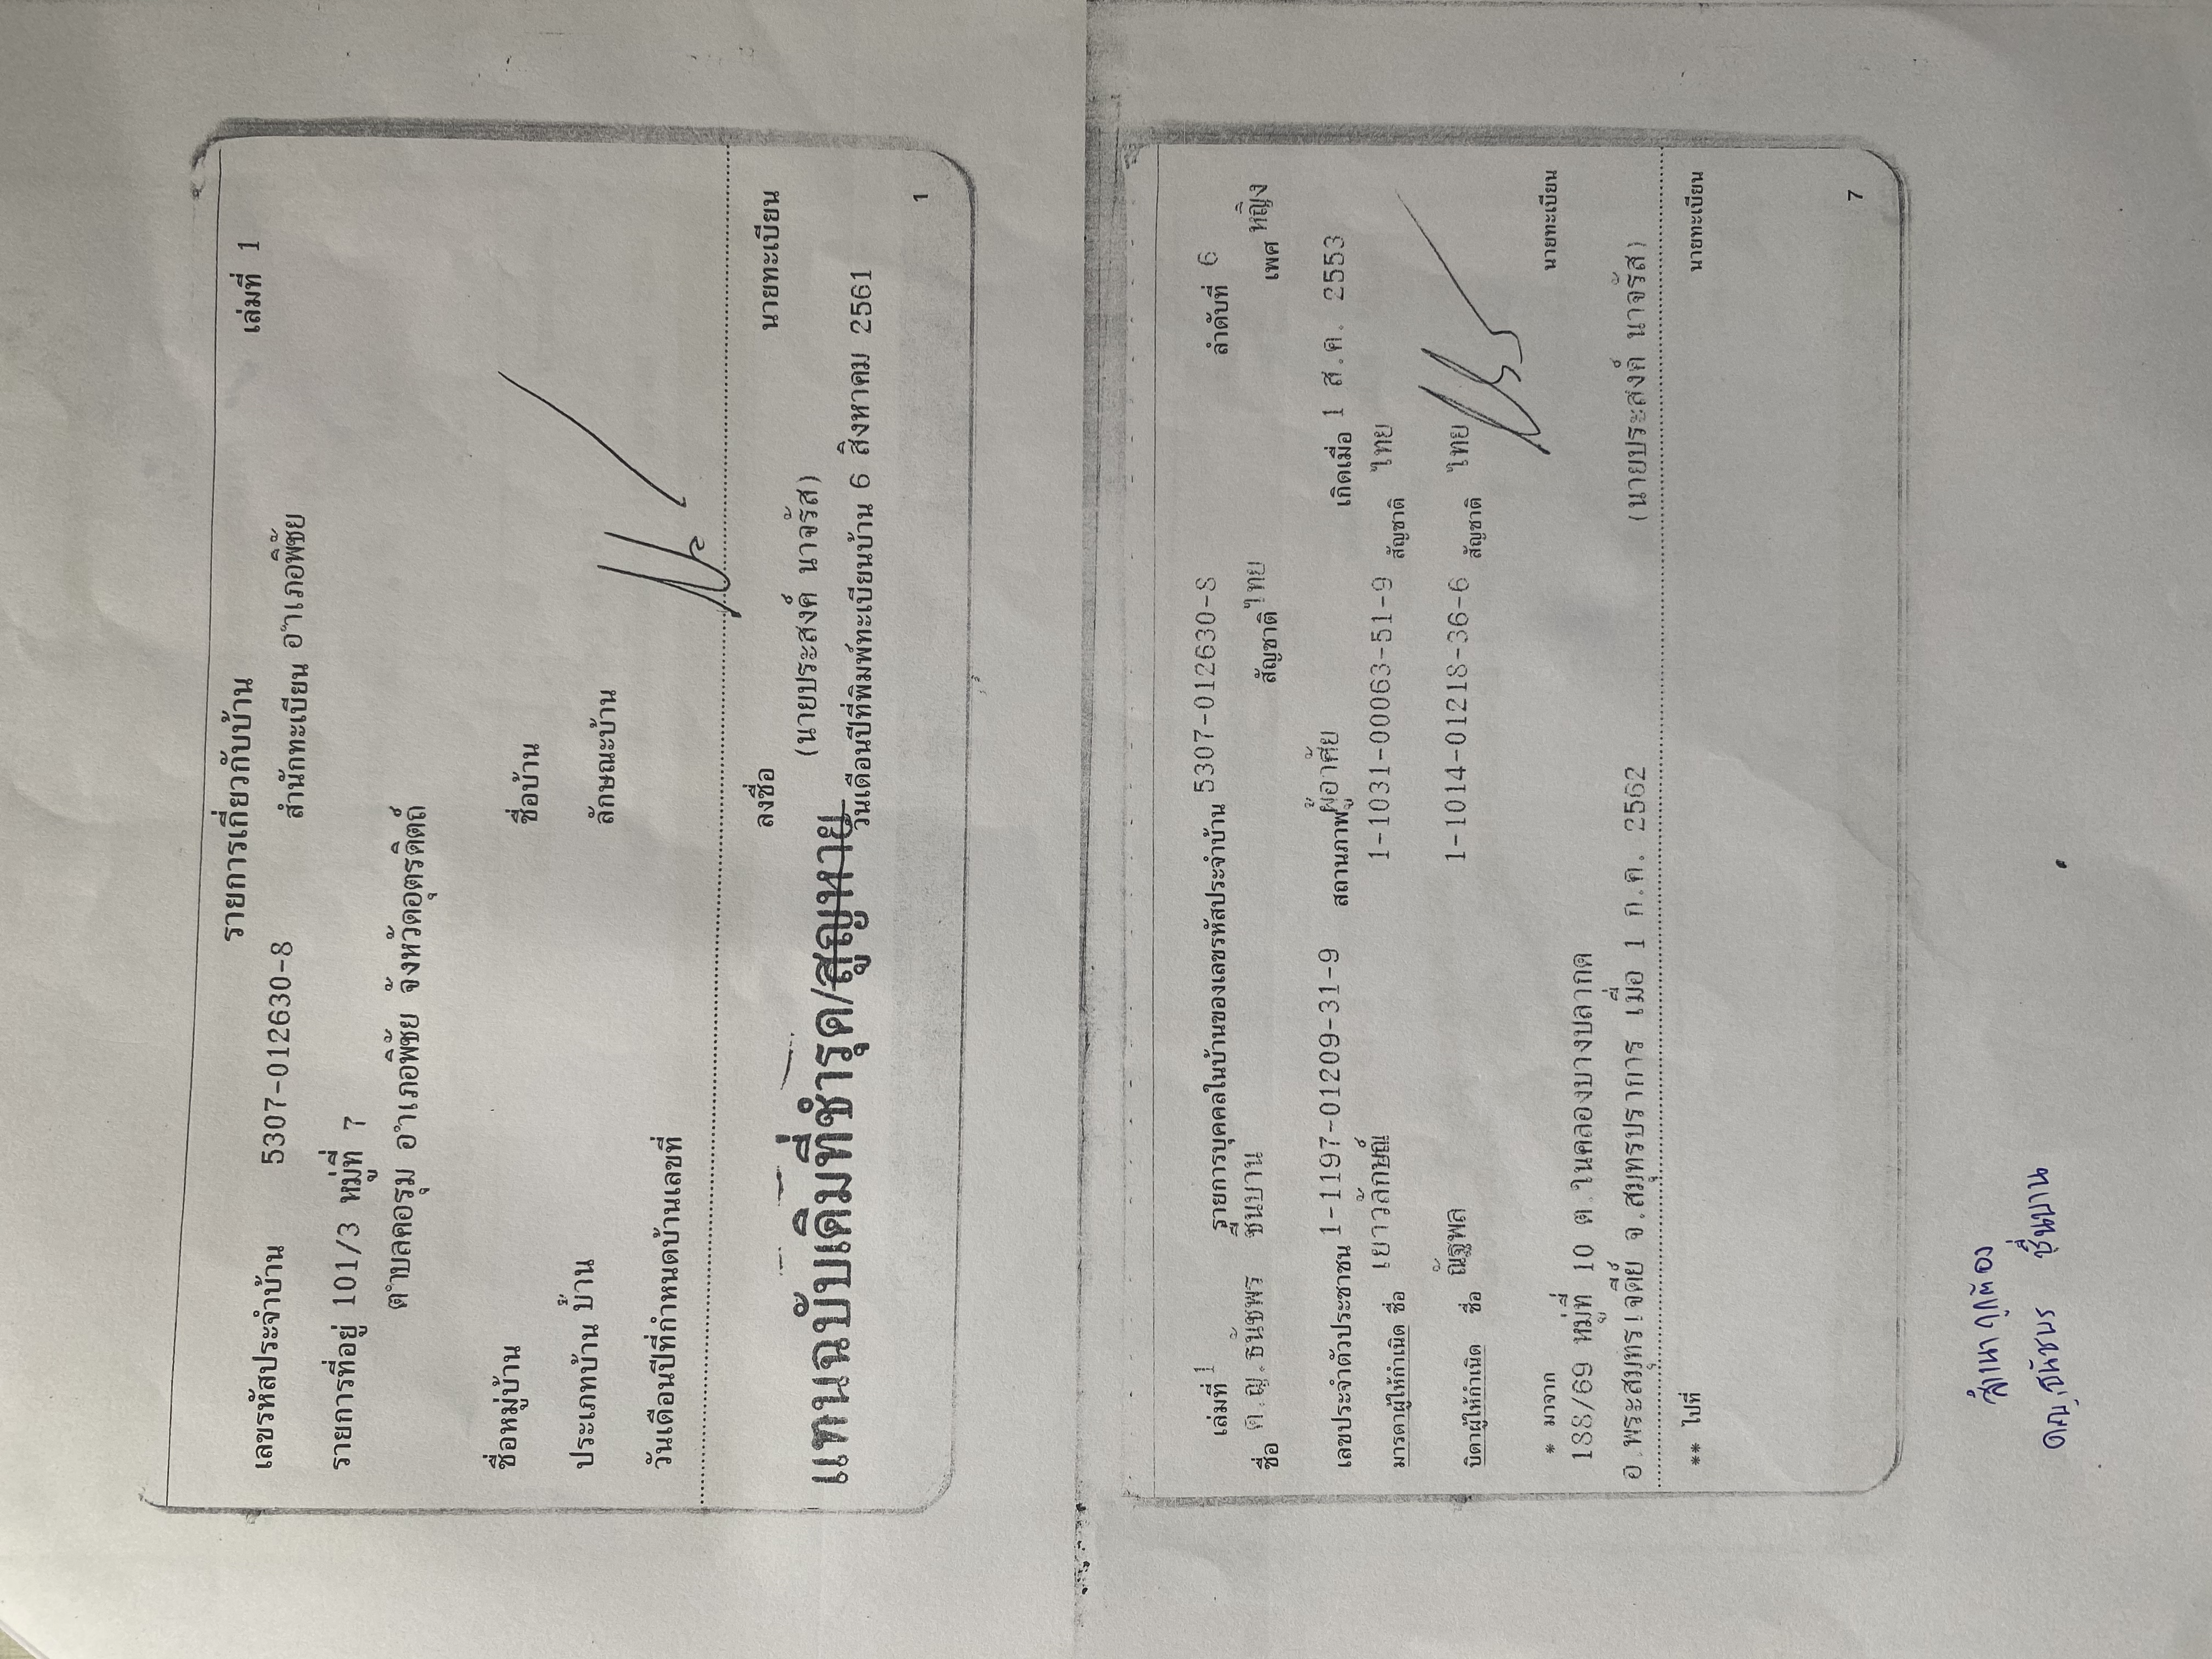 รายการเกี่ยวกับบ้าน เล่มที่ 1
เลขรหัสประจำบ้าน 5307-012630-8 สำนักทะเบียน อำเภอพิชัย
รายการที่อยู่ 101/3 หมู่ที่ 7
ตำบลคอรุม อำเภอพิชัย จังหวัดอุตรดิตถ์
ชื่อหมู่บ้าน ชื่อบ้าน
ประเภทบ้าน บ้าน ลักษณะบ้าน
วันเดือนปีที่กำหนดบ้านเลขที่
ลงชื่อ นายทะเบียน
(นายประสงค์ นาจรัส)
แทนฉบับเดิมที่ชำรุด/สูญหาย
วันเดือนปีที่พิมพ์ทะเบียนบ้าน 6 สิงหาคม 2561
1
เล่มที่ 1 รายการบุคคลในบ้านของเลขรหัสประจำบ้าน 5307-012630-8 ลำดับที่ 6
ชื่อ ด.ญ.ธนัชพร ชื่นบาน สัญชาติ ไทย เพศ หญิง
เลขประจำตัวประชาชน 1-1197-01209-31-9 สถานภาพ ผู้อาศัย เกิดเมื่อ 1 ส.ค. 2553
มารดาผู้ให้กำเนิด ชื่อ เยาวลักษณ์ 1-1031-00063-51-9 สัญชาติ ไทย
บิดาผู้ให้กำเนิด ชื่อ ณัฐพล 1-1014-01218-36-6 สัญชาติ ไทย
* มาจาก นายทะเบียน
188/69 หมู่ที่ 10 ต.ในคลองบางปลากด
อ.พระสมุทรเจดีย์ จ.สมุทรปราการ เมื่อ 1 ก.ค. 2562 (นายประสงค์ นาจรัส)
** ไปที่ นายทะเบียน
7
สำเนาถูกต้อง
ดญ.ธนัชพร ชื่นบาน